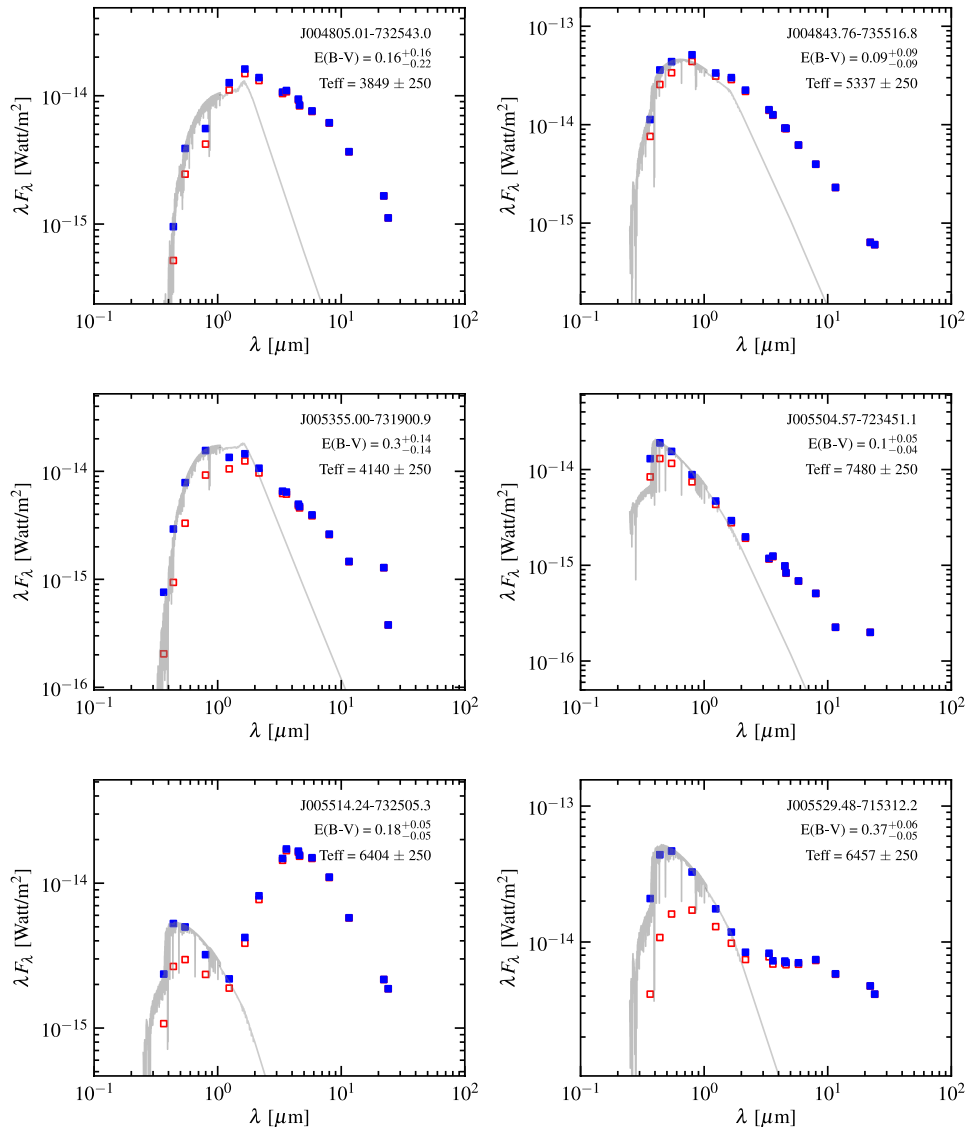 J004805.01-732543.0
E(B-V) = 0.16 +0.16 −0.22
Teff = 3849 ± 250
λFλ [Watt/m²]
10⁻¹⁴
10⁻¹⁵
10⁻¹ 10⁰ 10¹ 10²
λ [μm]
J004843.76-735516.8
E(B-V) = 0.09 +0.09 −0.09
Teff = 5337 ± 250
λFλ [Watt/m²]
10⁻¹³
10⁻¹⁴
10⁻¹⁵
10⁻¹ 10⁰ 10¹ 10²
λ [μm]
J005355.00-731900.9
E(B-V) = 0.3 +0.14 −0.14
Teff = 4140 ± 250
λFλ [Watt/m²]
10⁻¹⁴
10⁻¹⁵
10⁻¹⁶
10⁻¹ 10⁰ 10¹ 10²
λ [μm]
J005504.57-723451.1
E(B-V) = 0.1 +0.05 −0.04
Teff = 7480 ± 250
λFλ [Watt/m²]
10⁻¹⁴
10⁻¹⁵
10⁻¹⁶
10⁻¹ 10⁰ 10¹ 10²
λ [μm]
J005514.24-732505.3
E(B-V) = 0.18 +0.05 −0.05
Teff = 6404 ± 250
λFλ [Watt/m²]
10⁻¹⁴
10⁻¹⁵
10⁻¹ 10⁰ 10¹ 10²
λ [μm]
J005529.48-715312.2
E(B-V) = 0.37 +0.06 −0.05
Teff = 6457 ± 250
λFλ [Watt/m²]
10⁻¹³
10⁻¹⁴
10⁻¹ 10⁰ 10¹ 10²
λ [μm]